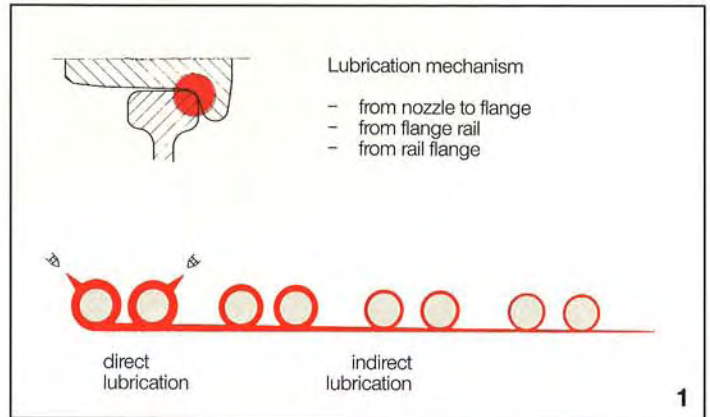 Lubrication mechanism
- from nozzle to flange
- from flange rail
- from rail flange
direct
lubrication
indirect
lubrication
1